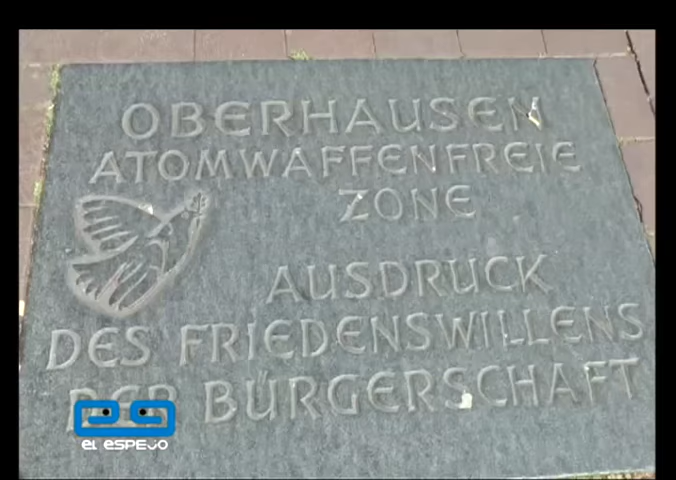 OBERHAUSEN
ATOMWAFFENFREIE
ZONE
AUSDRUCK
DES FRIEDENSWILLENS
DER BÜRGERSCHAFT
EL ESPEJO